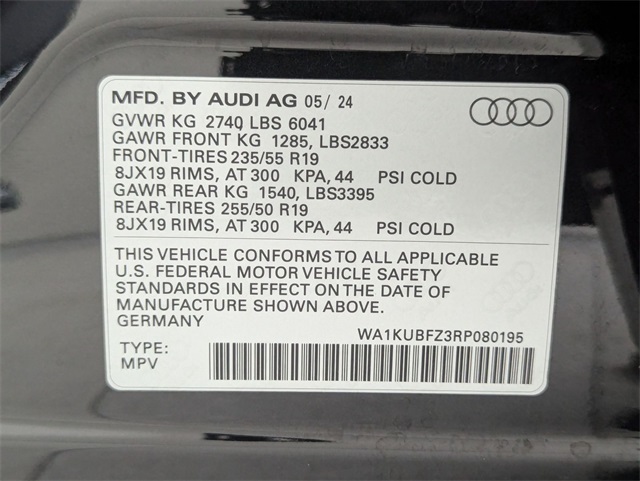 MFD. BY AUDI AG 05/ 24
GVWR KG 2740 LBS 6041
GAWR FRONT KG 1285, LBS2833
FRONT-TIRES 235/55 R19
8JX19 RIMS, AT 300 KPA, 44 PSI COLD
GAWR REAR KG 1540, LBS3395
REAR-TIRES 255/50 R19
8JX19 RIMS, AT 300 KPA, 44 PSI COLD
THIS VEHICLE CONFORMS TO ALL APPLICABLE
U.S. FEDERAL MOTOR VEHICLE SAFETY
STANDARDS IN EFFECT ON THE DATE OF
MANUFACTURE SHOWN ABOVE.
GERMANY
WA1KUBFZ3RP080195
TYPE:
MPV